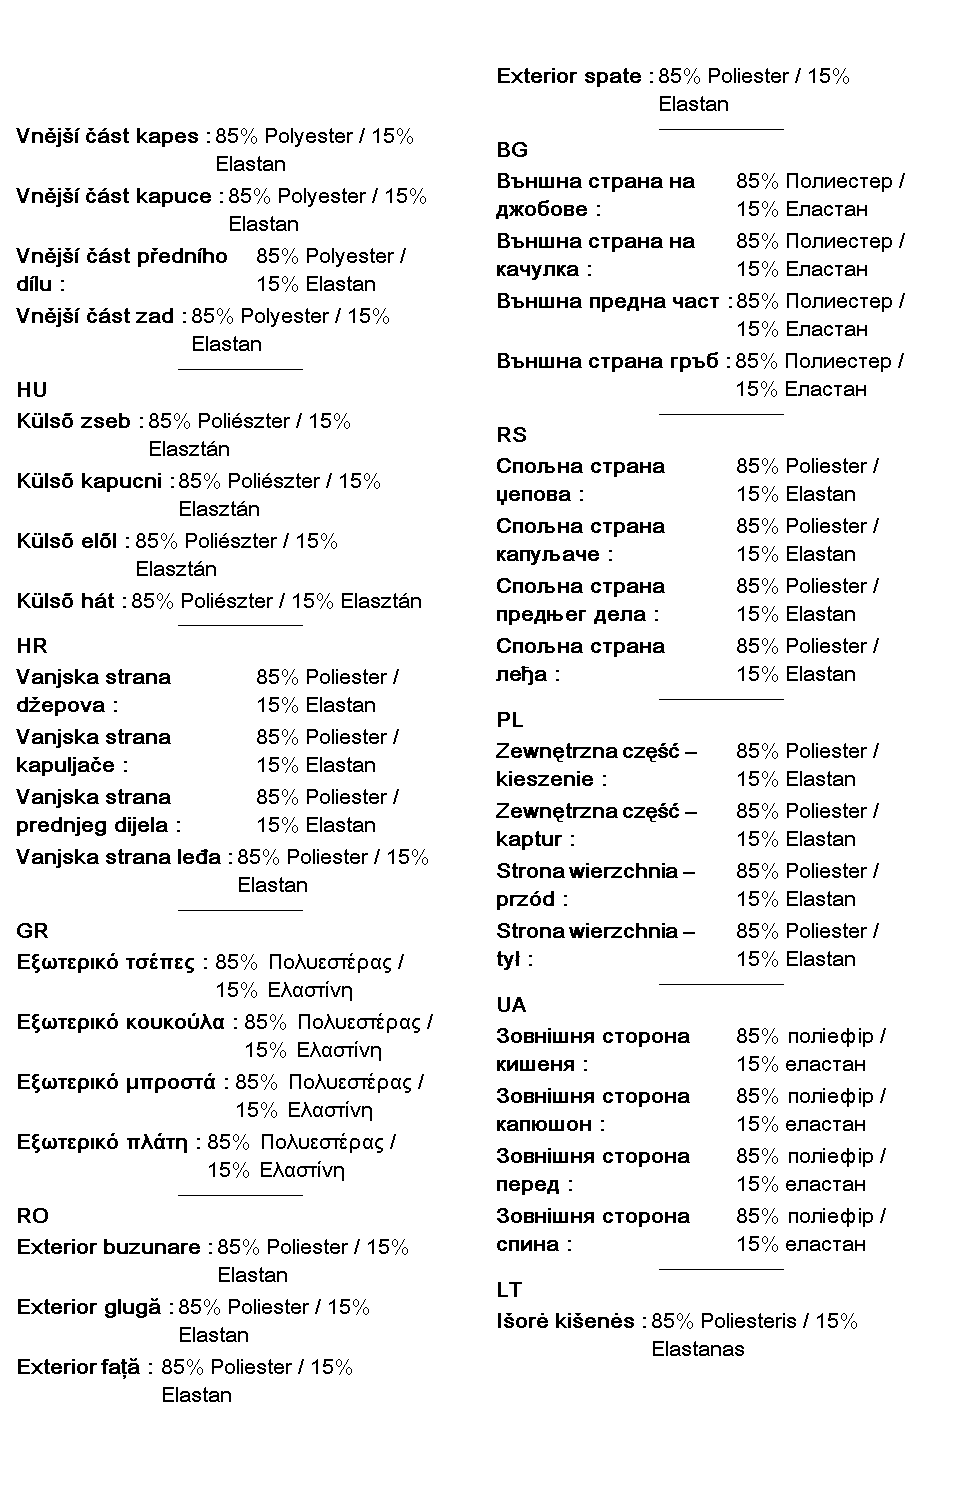 Vnější část kapes : 85% Polyester / 15%
Elastan
Vnější část kapuce : 85% Polyester / 15%
Elastan
Vnější část předního 85% Polyester /
dílu : 15% Elastan
Vnější část zad : 85% Polyester / 15%
Elastan
HU
Külső zseb : 85% Poliészter / 15%
Elasztán
Külső kapucni : 85% Poliészter / 15%
Elasztán
Külső elől : 85% Poliészter / 15%
Elasztán
Külső hát : 85% Poliészter / 15% Elasztán
HR
Vanjska strana 85% Poliester /
džepova : 15% Elastan
Vanjska strana 85% Poliester /
kapuljače : 15% Elastan
Vanjska strana 85% Poliester /
prednjeg dijela : 15% Elastan
Vanjska strana leđa : 85% Poliester / 15%
Elastan
GR
Εξωτερικό τσέπες : 85% Πολυεστέρας /
15% Ελαστίνη
Εξωτερικό κουκούλα : 85% Πολυεστέρας /
15% Ελαστίνη
Εξωτερικό μπροστά : 85% Πολυεστέρας /
15% Ελαστίνη
Εξωτερικό πλάτη : 85% Πολυεστέρας /
15% Ελαστίνη
RO
Exterior buzunare : 85% Poliester / 15%
Elastan
Exterior glugă : 85% Poliester / 15%
Elastan
Exterior față : 85% Poliester / 15%
Elastan
Exterior spate : 85% Poliester / 15%
Elastan
BG
Външна страна на 85% Полиестер /
джобове : 15% Еластан
Външна страна на 85% Полиестер /
качулка : 15% Еластан
Външна предна част : 85% Полиестер /
15% Еластан
Външна страна гръб : 85% Полиестер /
15% Еластан
RS
Спољна страна 85% Poliester /
џепова : 15% Elastan
Спољна страна 85% Poliester /
капуљаче : 15% Elastan
Спољна страна 85% Poliester /
предњег дела : 15% Elastan
Спољна страна 85% Poliester /
леђа : 15% Elastan
PL
Zewnętrzna część – 85% Poliester /
kieszenie : 15% Elastan
Zewnętrzna część – 85% Poliester /
kaptur : 15% Elastan
Strona wierzchnia – 85% Poliester /
przód : 15% Elastan
Strona wierzchnia – 85% Poliester /
tył : 15% Elastan
UA
Зовнішня сторона 85% поліефір /
кишеня : 15% еластан
Зовнішня сторона 85% поліефір /
капюшон : 15% еластан
Зовнішня сторона 85% поліефір /
перед : 15% еластан
Зовнішня сторона 85% поліефір /
спина : 15% еластан
LT
Išorė kišenės : 85% Poliesteris / 15%
Elastanas